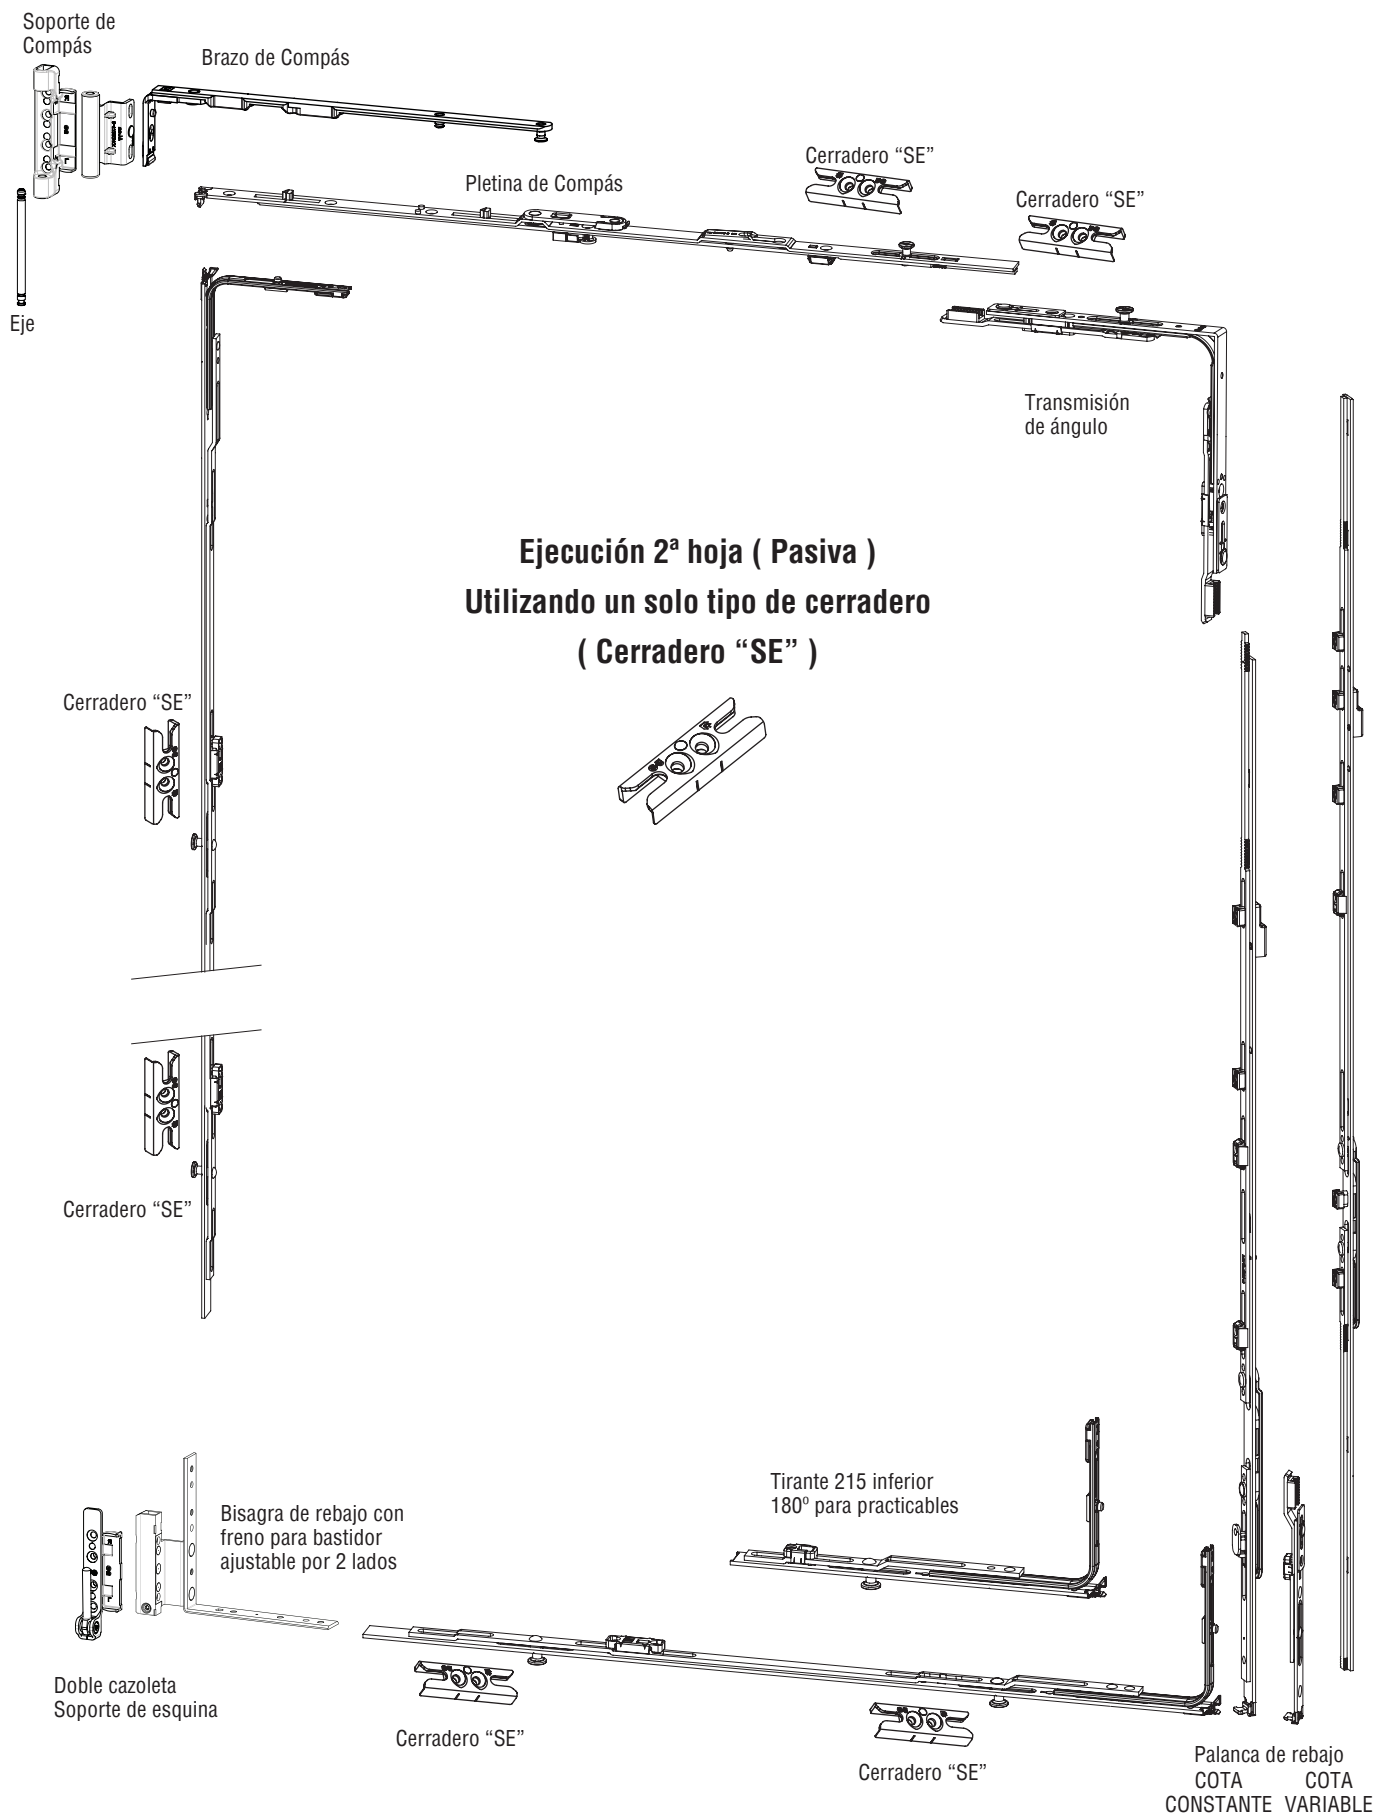 Soporte de
Compás
Brazo de Compás
Cerradero “SE”
Pletina de Compás
Cerradero “SE”
Eje
Transmisión
de ángulo
Ejecución 2ª hoja ( Pasiva )
Utilizando un solo tipo de cerradero
( Cerradero “SE” )
Cerradero “SE”
Cerradero “SE”
Tirante 215 inferior
180º para practicables
Bisagra de rebajo con
freno para bastidor
ajustable por 2 lados
Doble cazoleta
Soporte de esquina
Cerradero “SE”
Cerradero “SE”
Palanca de rebajo
COTA COTA
CONSTANTE VARIABLE